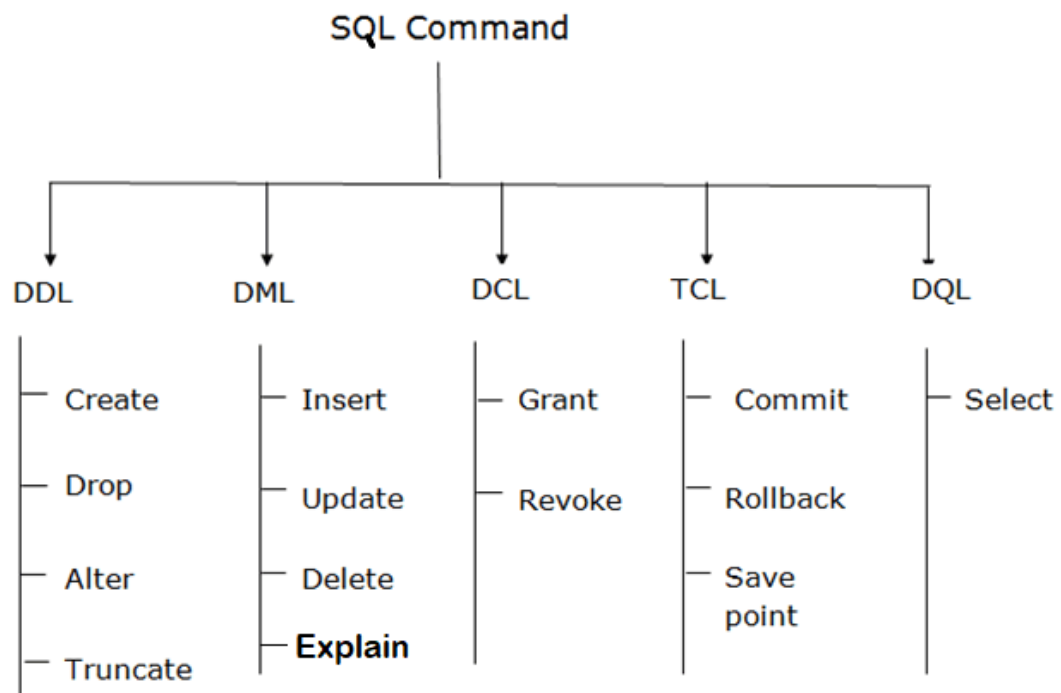 SQL Command
DDL
DML
DCL
TCL
DQL
Create
Drop
Alter
Truncate
Insert
Update
Delete
Explain
Grant
Revoke
Commit
Rollback
Save
point
Select